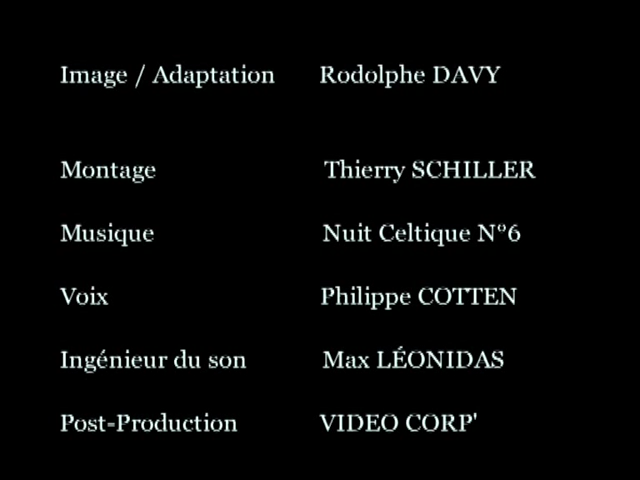 Image / Adaptation Rodolphe DAVY
Montage Thierry SCHILLER
Musique Nuit Celtique N°6
Voix Philippe COTTEN
Ingénieur du son Max LÉONIDAS
Post-Production VIDEO CORP'